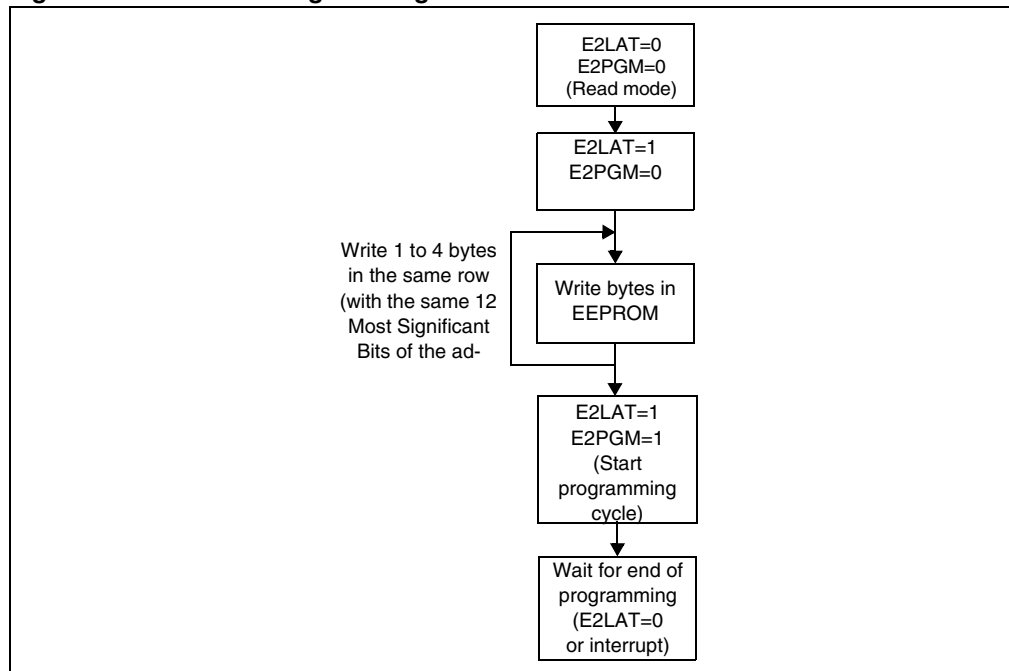 E2LAT=0
E2PGM=0
(Read mode)
E2LAT=1
E2PGM=0
Write 1 to 4 bytes
in the same row
(with the same 12
Most Significant
Bits of the ad-
Write bytes in
EEPROM
E2LAT=1
E2PGM=1
(Start
programming
cycle)
Wait for end of
programming
(E2LAT=0
or interrupt)